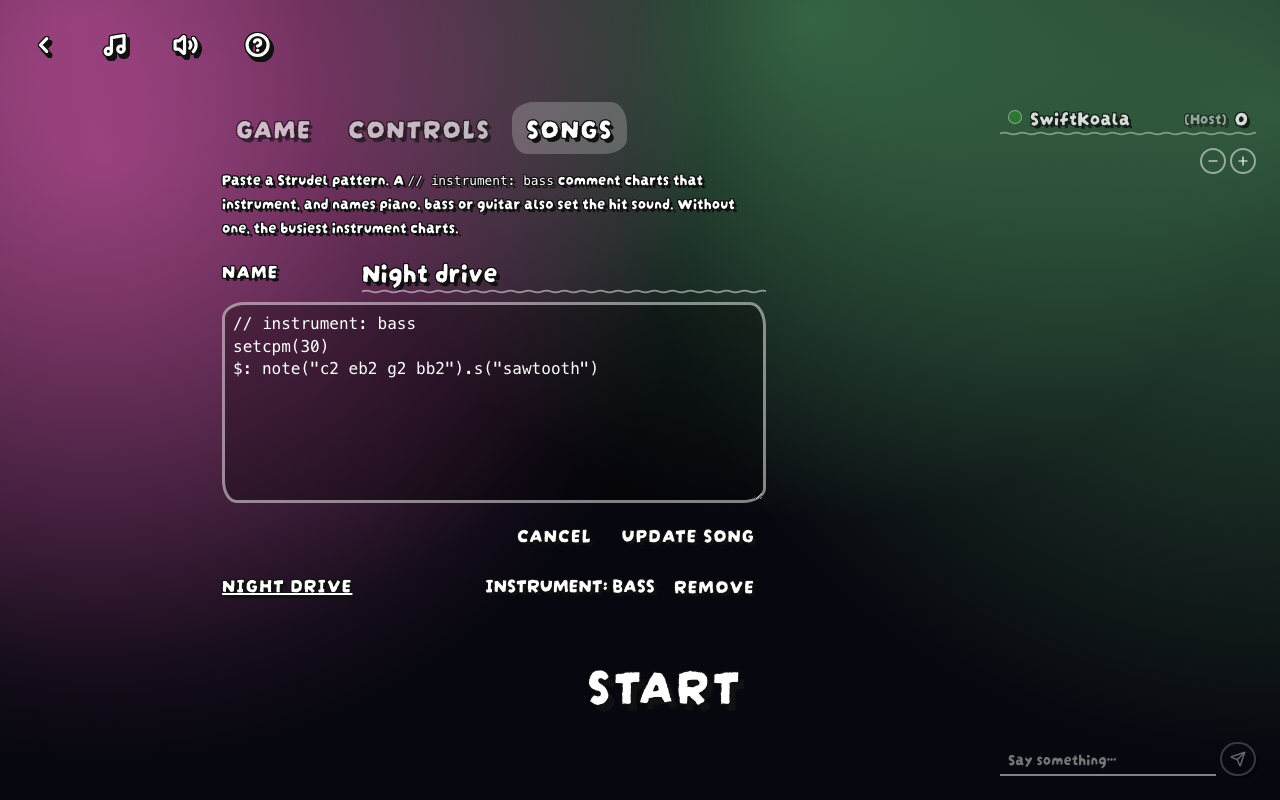 GAME CONTROLS SONGS
SwiftKoala (Host) 0
Paste a Strudel pattern. A // instrument: bass comment charts that
instrument, and names piano, bass or guitar also set the hit sound. Without
one, the busiest instrument charts.
NAME Night drive
// instrument: bass
setcpm(30)
$: note("c2 eb2 g2 bb2").s("sawtooth")
CANCEL UPDATE SONG
NIGHT DRIVE INSTRUMENT: BASS REMOVE
START
Say something...